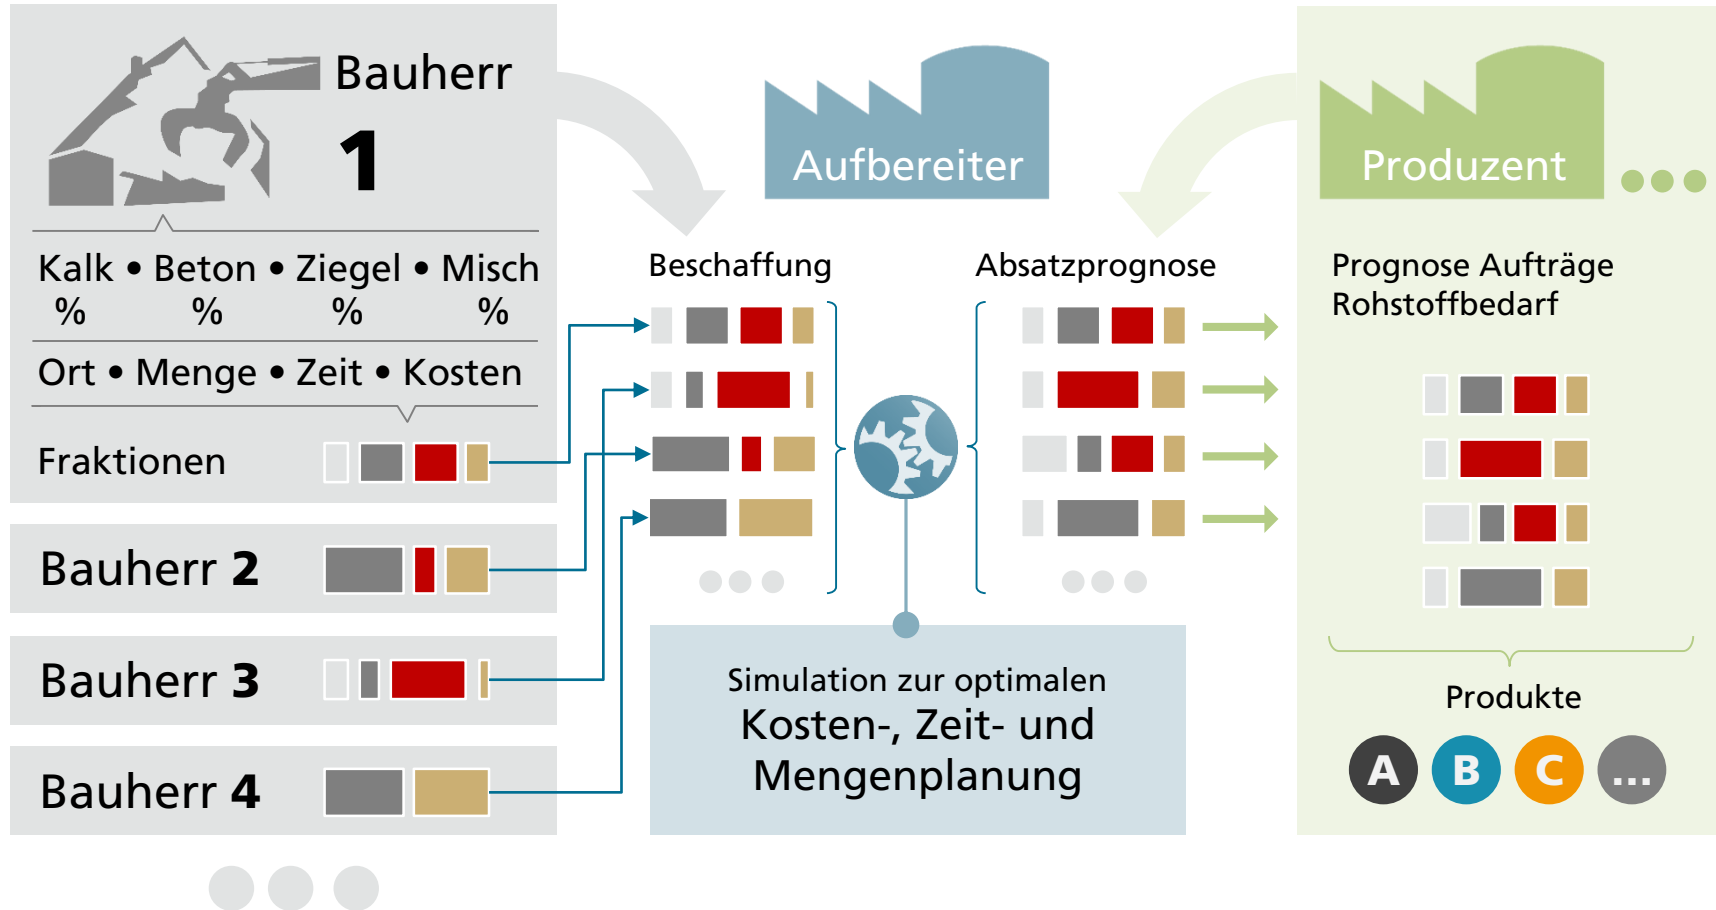 Bauherr
1
Kalk • Beton • Ziegel • Misch
% % % %
Ort • Menge • Zeit • Kosten
Fraktionen
Bauherr 2
Bauherr 3
Bauherr 4
Aufbereiter
Beschaffung
Absatzprognose
Simulation zur optimalen
Kosten-, Zeit- und
Mengenplanung
Produzent
Prognose Aufträge
Rohstoffbedarf
Produkte
A B C ...